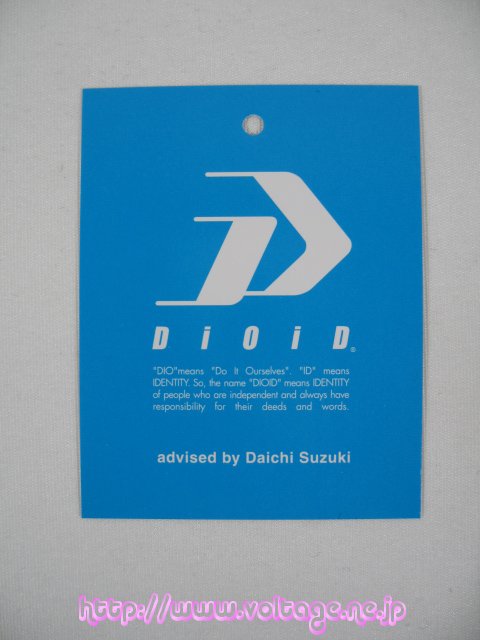 DiOiD®
"DIO"means "Do It Ourselves". "ID" means
IDENTITY. So, the name "DIOID" means IDENTITY
of people who are independent and always have
responsibility for their deeds and words.
advised by Daichi Suzuki
http://www.voltage.ne.jp